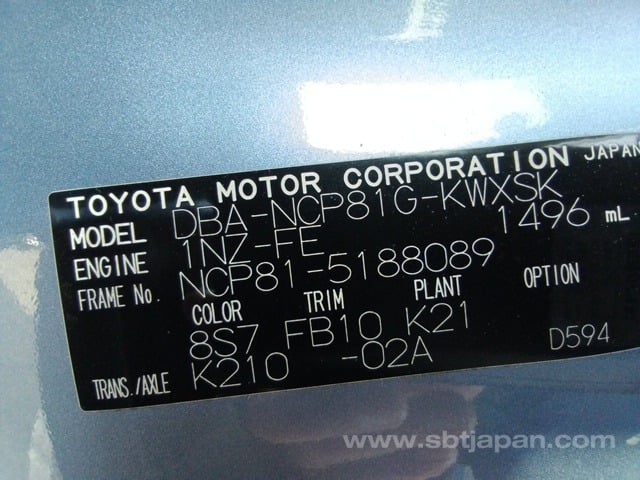 TOYOTA MOTOR CORPORATION JAPAN
MODEL DBA-NCP81G-KWXSK
ENGINE 1NZ-FE 1496 mL
FRAME No. NCP81-5188089
COLOR TRIM PLANT OPTION
8S7 FB10 K21
TRANS./AXLE K210 -02A D594
www.sbtjapan.com